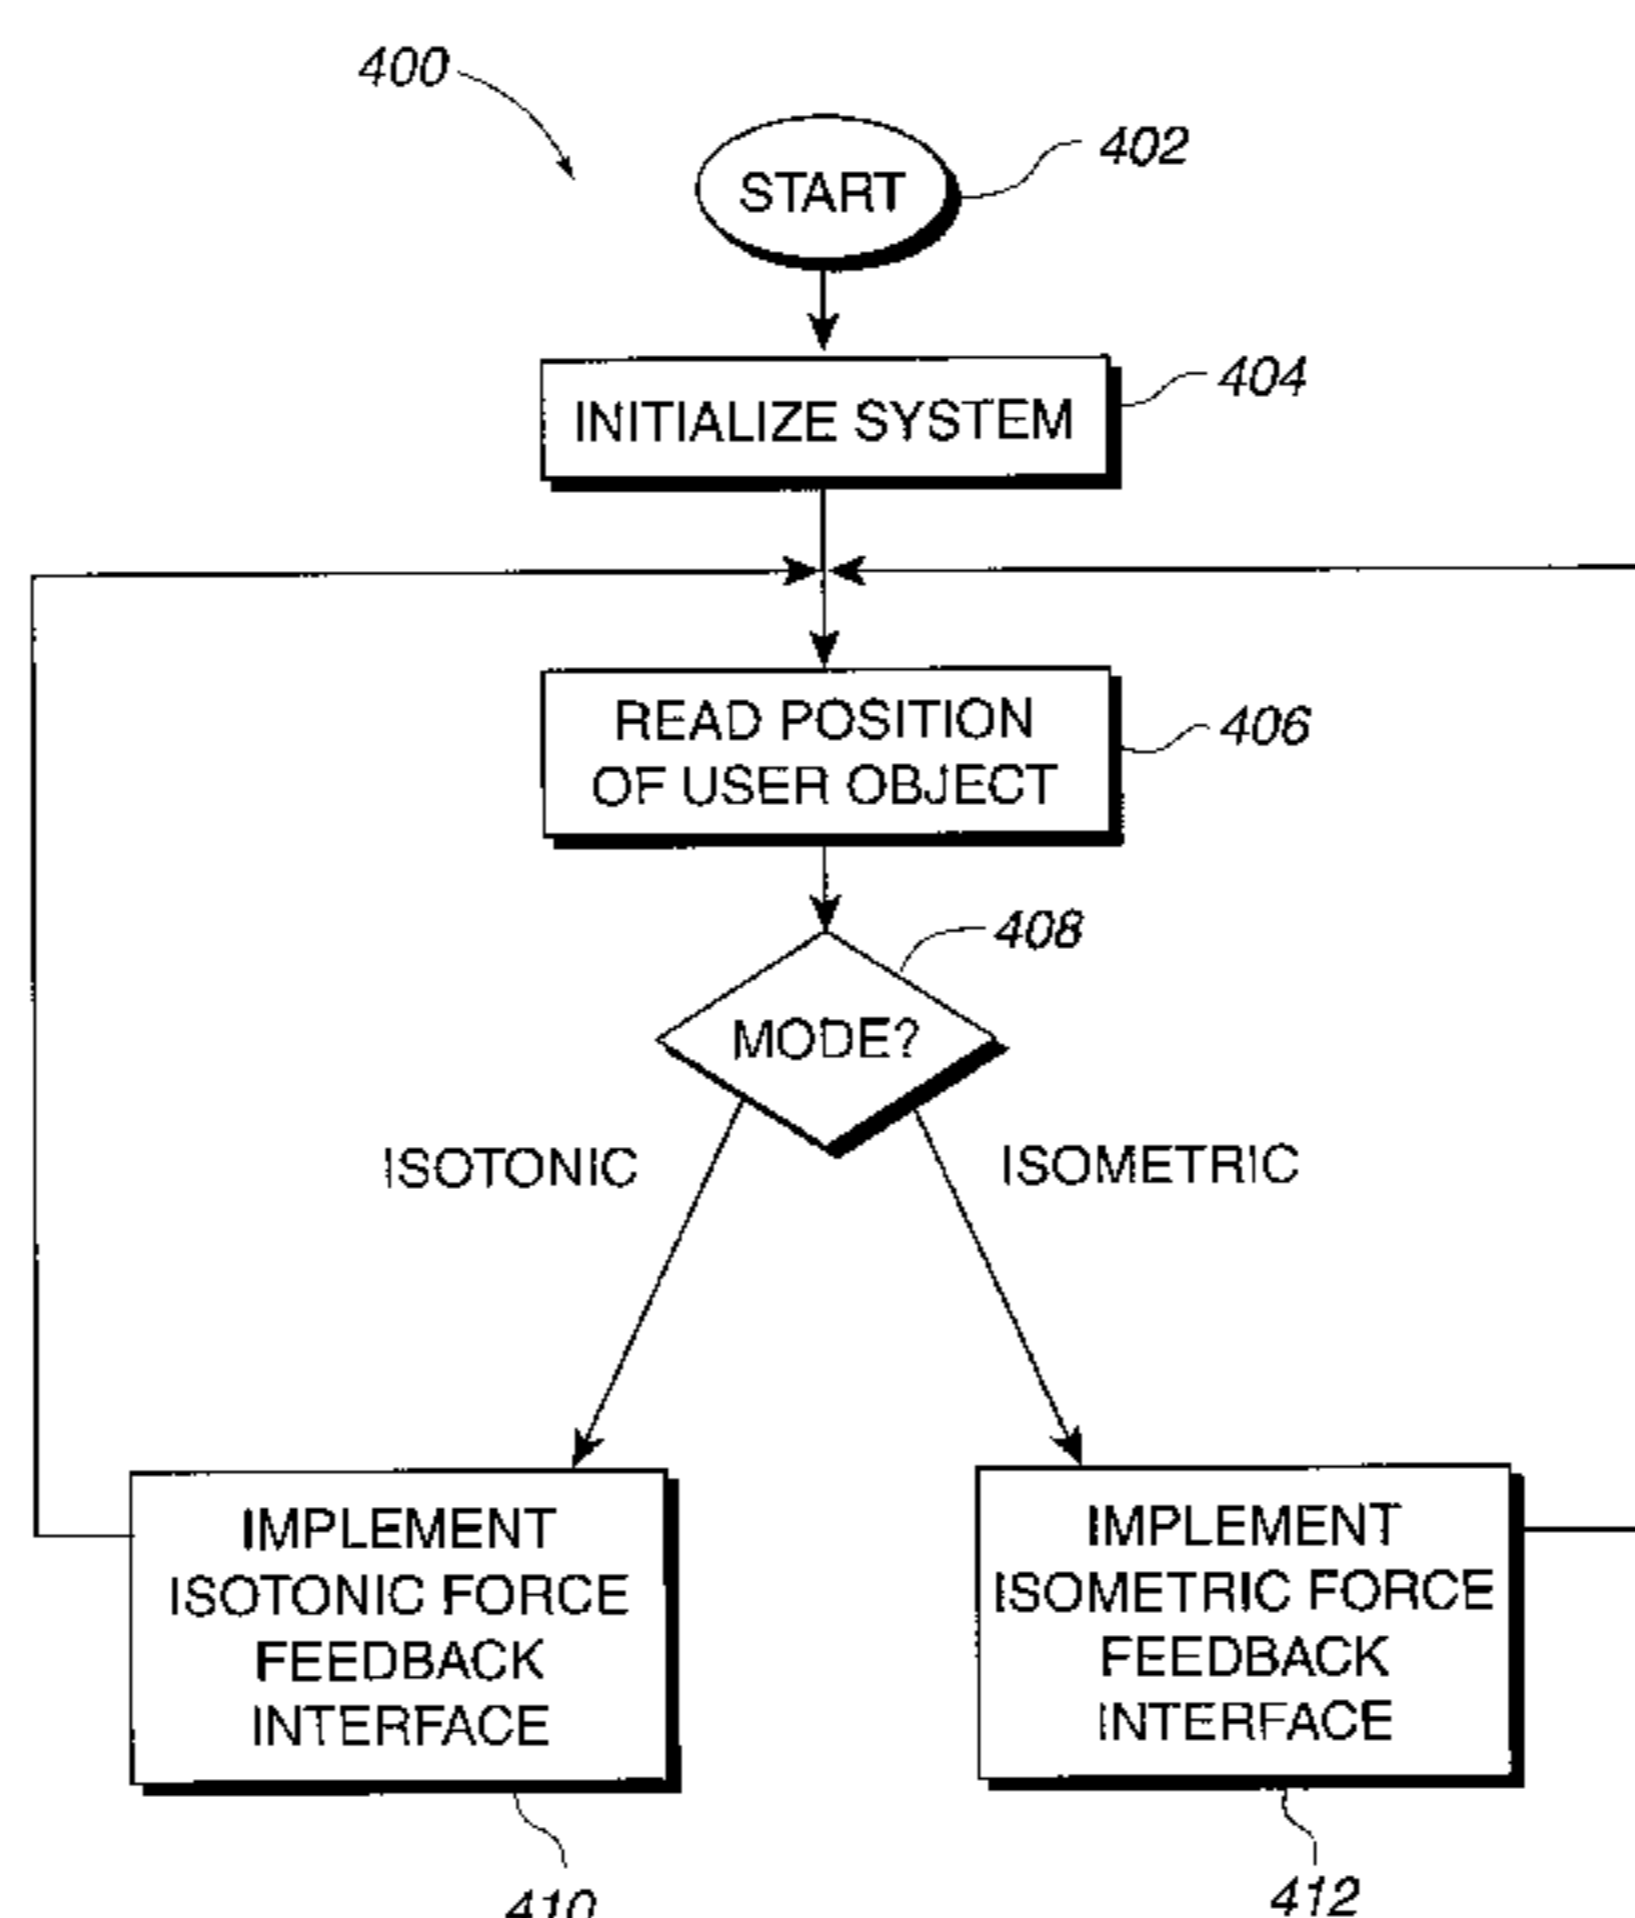 400
START
402
INITIALIZE SYSTEM
404
READ POSITION
OF USER OBJECT
406
MODE?
408
ISOTONIC
ISOMETRIC
IMPLEMENT
ISOTONIC FORCE
FEEDBACK
INTERFACE
410
IMPLEMENT
ISOMETRIC FORCE
FEEDBACK
INTERFACE
412